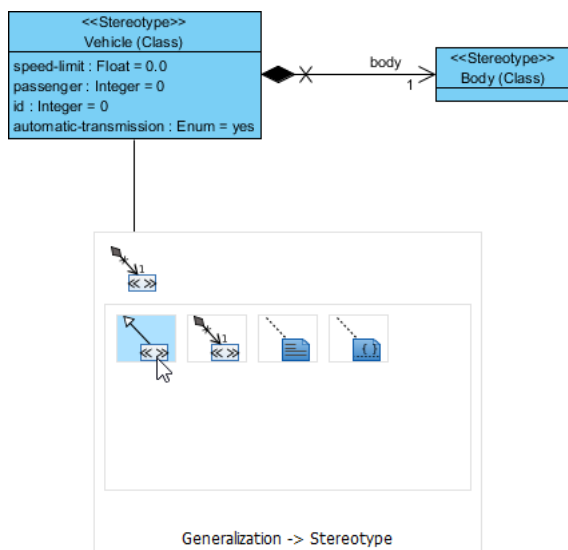 <<Stereotype>>
Vehicle (Class)
speed-limit : Float = 0.0
passenger : Integer = 0
id : Integer = 0
automatic-transmission : Enum = yes
body
1
<<Stereotype>>
Body (Class)
1
<< >>
<< >>
1
<< >>
{ }
Generalization -> Stereotype